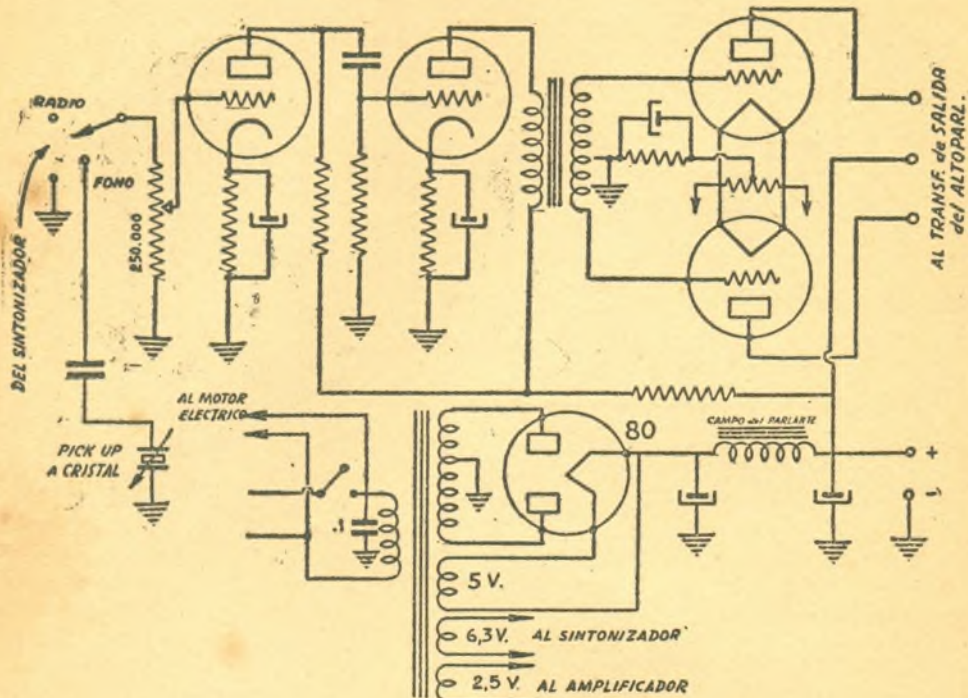 RADIO
FONO
250.000
DEL SINTONIZADOR
PICK UP
A CRISTAL
AL MOTOR
ELECTRICO
.1
80
CAMPO del PARLANTE
+
-
5 V.
6,3 V. AL SINTONIZADOR
2,5 V. AL AMPLIFICADOR
AL TRANSF. de SALIDA
del ALTOPARL.